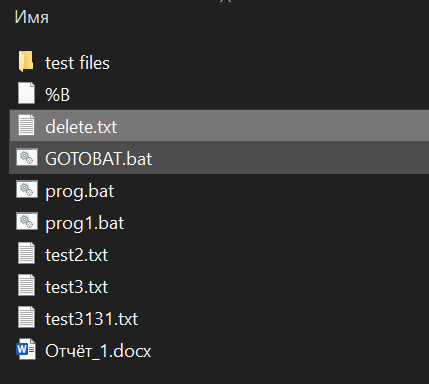 Имя
test files
%B
delete.txt
GOTOBAT.bat
prog.bat
prog1.bat
test2.txt
test3.txt
test3131.txt
Отчёт_1.docx